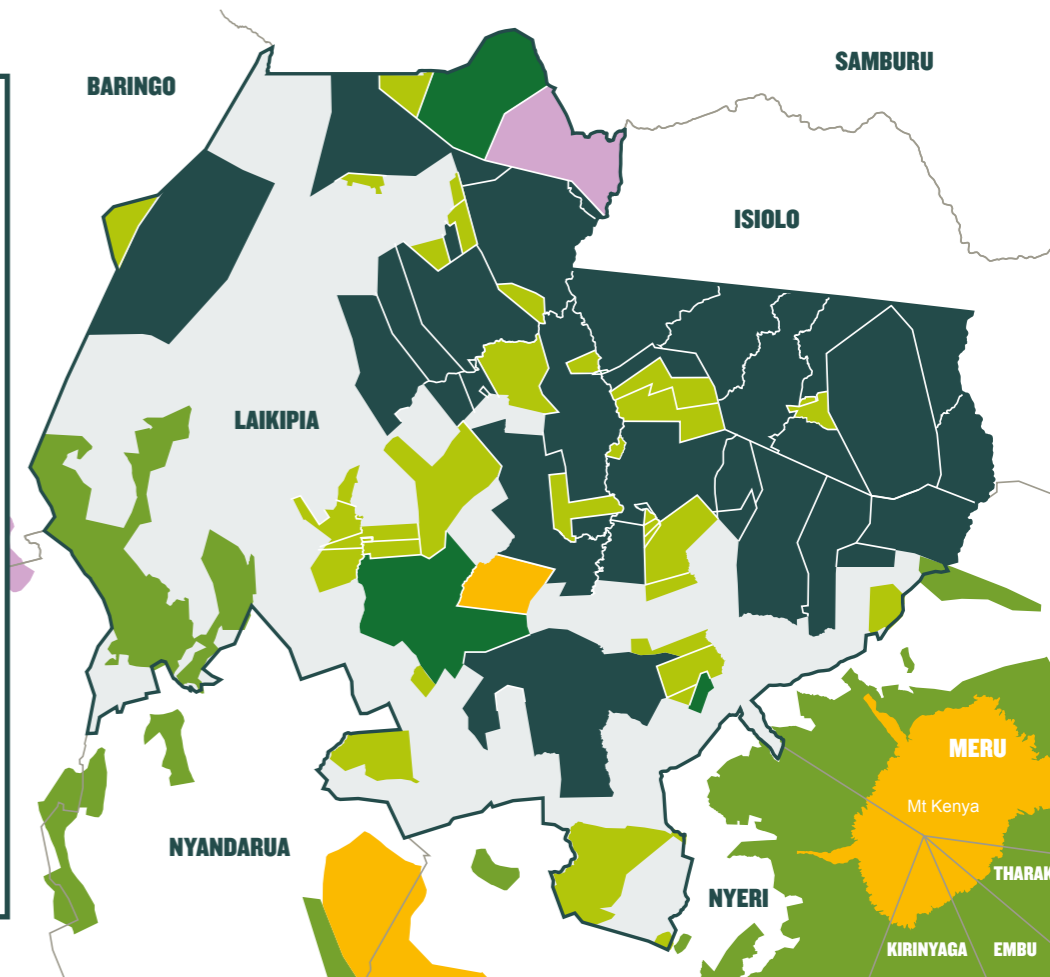 SAMBURU
BARINGO
ISIOLO
LAIKIPIA
MERU
Mt Kenya
NYANDARUA
THARAK
NYERI
KIRINYAGA
EMBU